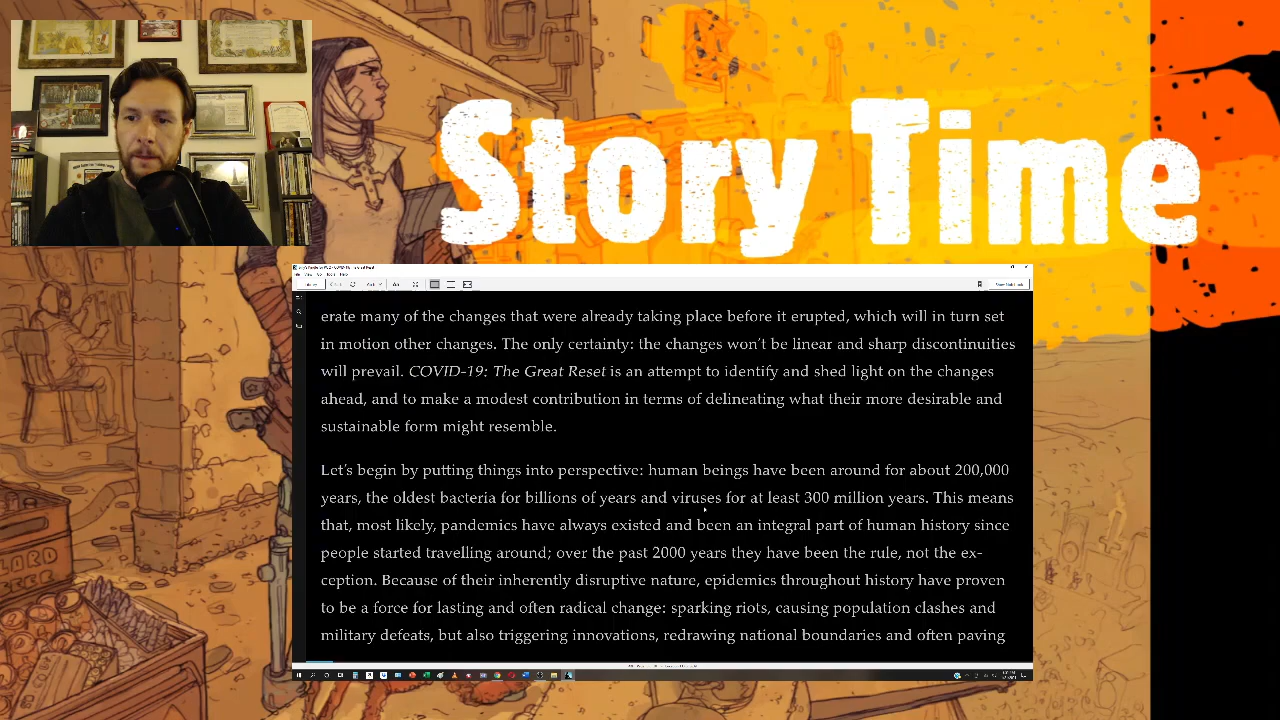 Story Time
erate many of the changes that were already taking place before it erupted, which will in turn set
in motion other changes. The only certainty: the changes won't be linear and sharp discontinuities
will prevail. COVID-19: The Great Reset is an attempt to identify and shed light on the changes
ahead, and to make a modest contribution in terms of delineating what their more desirable and
sustainable form might resemble.
Let's begin by putting things into perspective: human beings have been around for about 200,000
years, the oldest bacteria for billions of years and viruses for at least 300 million years. This means
that, most likely, pandemics have always existed and been an integral part of human history since
people started travelling around; over the past 2000 years they have been the rule, not the ex-
ception. Because of their inherently disruptive nature, epidemics throughout history have proven
to be a force for lasting and often radical change: sparking riots, causing population clashes and
military defeats, but also triggering innovations, redrawing national boundaries and often paving